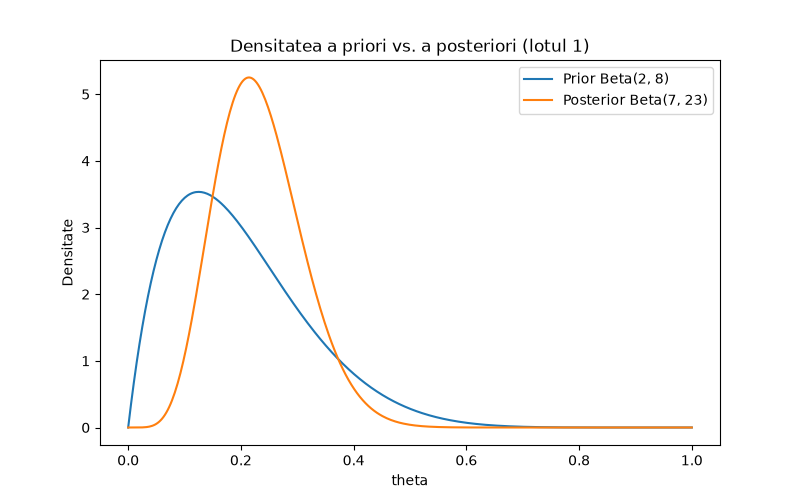 Densitatea a priori vs. a posteriori (lotul 1)
Prior Beta(2, 8)
Posterior Beta(7, 23)
Densitate
5
4
3
2
1
0
0.0 0.2 0.4 0.6 0.8 1.0
theta